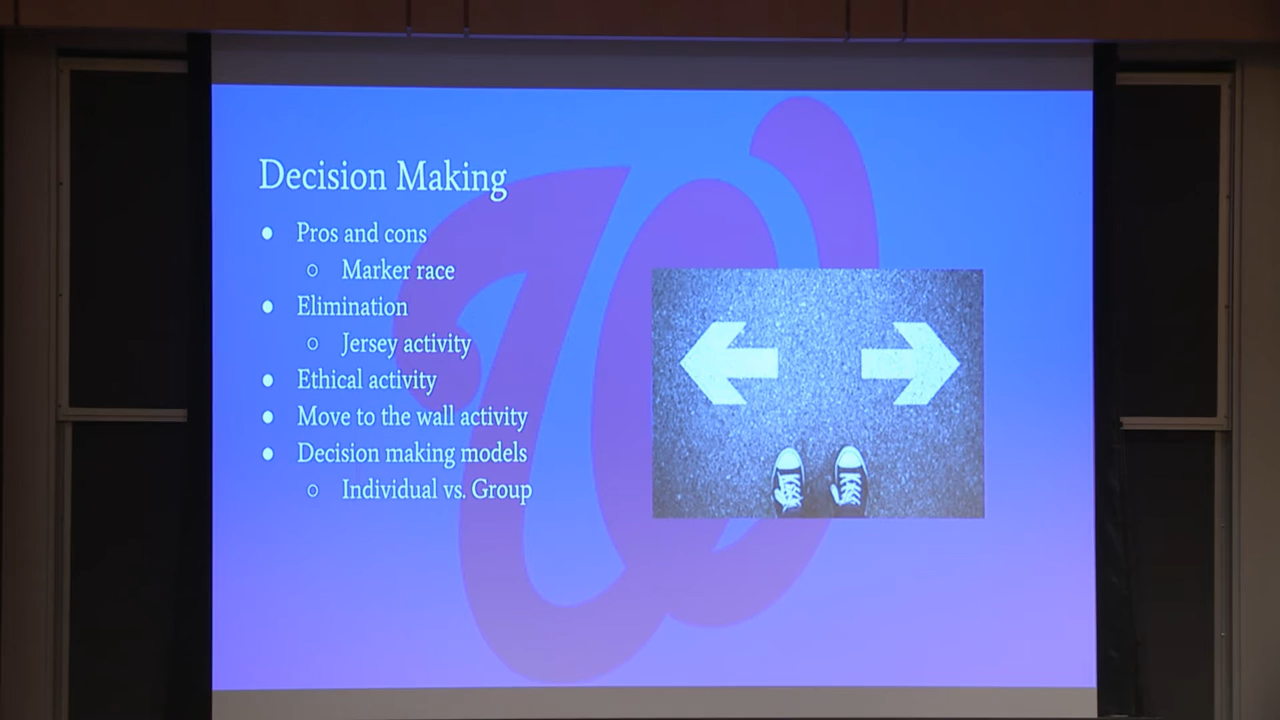 Decision Making
● Pros and cons
○ Marker race
● Elimination
○ Jersey activity
● Ethical activity
● Move to the wall activity
● Decision making models
○ Individual vs. Group